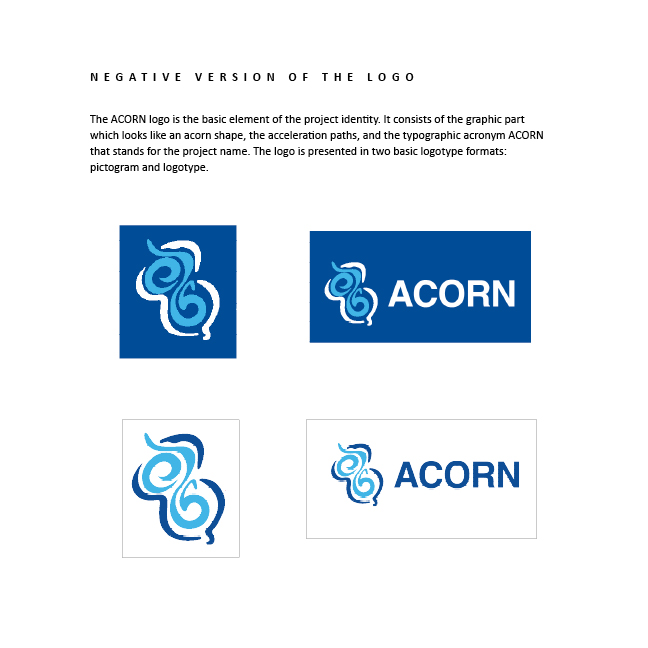 NEGATIVE VERSION OF THE LOGO
The ACORN logo is the basic element of the project identity. It consists of the graphic part
which looks like an acorn shape, the acceleration paths, and the typographic acronym ACORN
that stands for the project name. The logo is presented in two basic logotype formats:
pictogram and logotype.
ACORN
ACORN